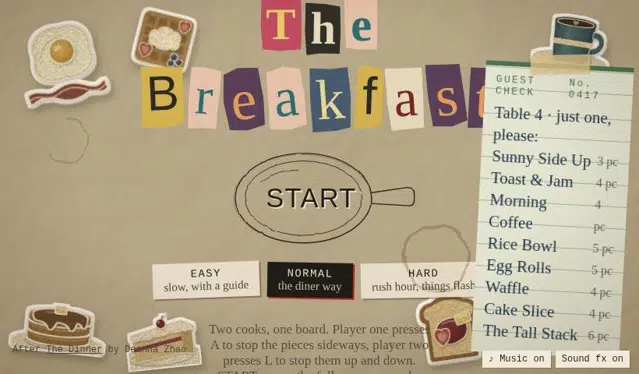 The
Breakfast
START
EASY
slow, with a guide
NORMAL
the diner way
HARD
rush hour, things flash
Two cooks, one board. Player one presses
A to stop the pieces sideways, player two
presses L to stop them up and down.
After The Dinner by Deanna Zhao
GUEST CHECK
No. 0417
Table 4 · just one, please:
Sunny Side Up 3 pc
Toast & Jam 4 pc
Morning Coffee 4 pc
Rice Bowl 5 pc
Egg Rolls 5 pc
Waffle 4 pc
Cake Slice 4 pc
The Tall Stack 6 pc
♪ Music on
Sound fx on